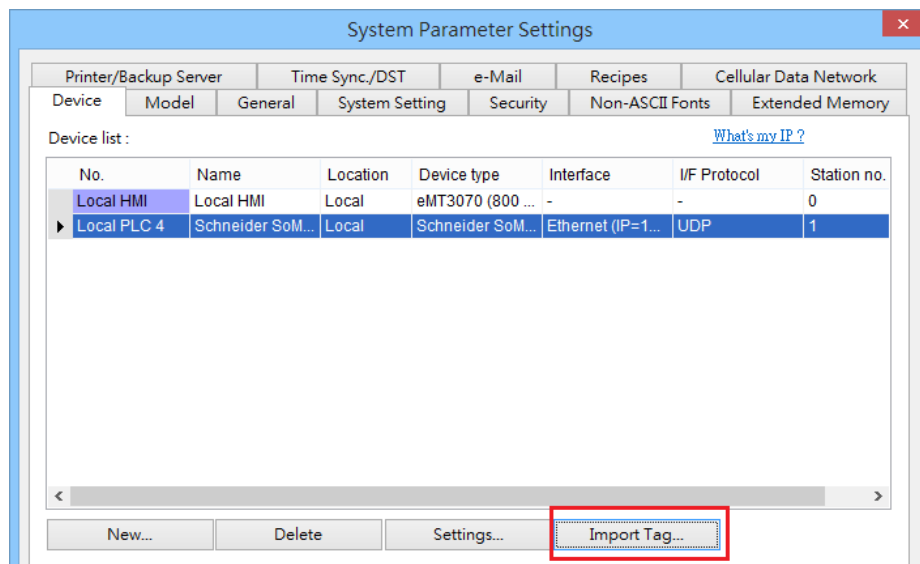 System Parameter Settings
Printer/Backup Server Time Sync./DST e-Mail Recipes Cellular Data Network
Device Model General System Setting Security Non-ASCII Fonts Extended Memory
Device list : What's my IP ?
No. Name Location Device type Interface I/F Protocol Station no.
Local HMI Local HMI Local eMT3070 (800 ... - - 0
Local PLC 4 Schneider SoM... Local Schneider SoM... Ethernet (IP=1... UDP 1
New... Delete Settings... Import Tag...